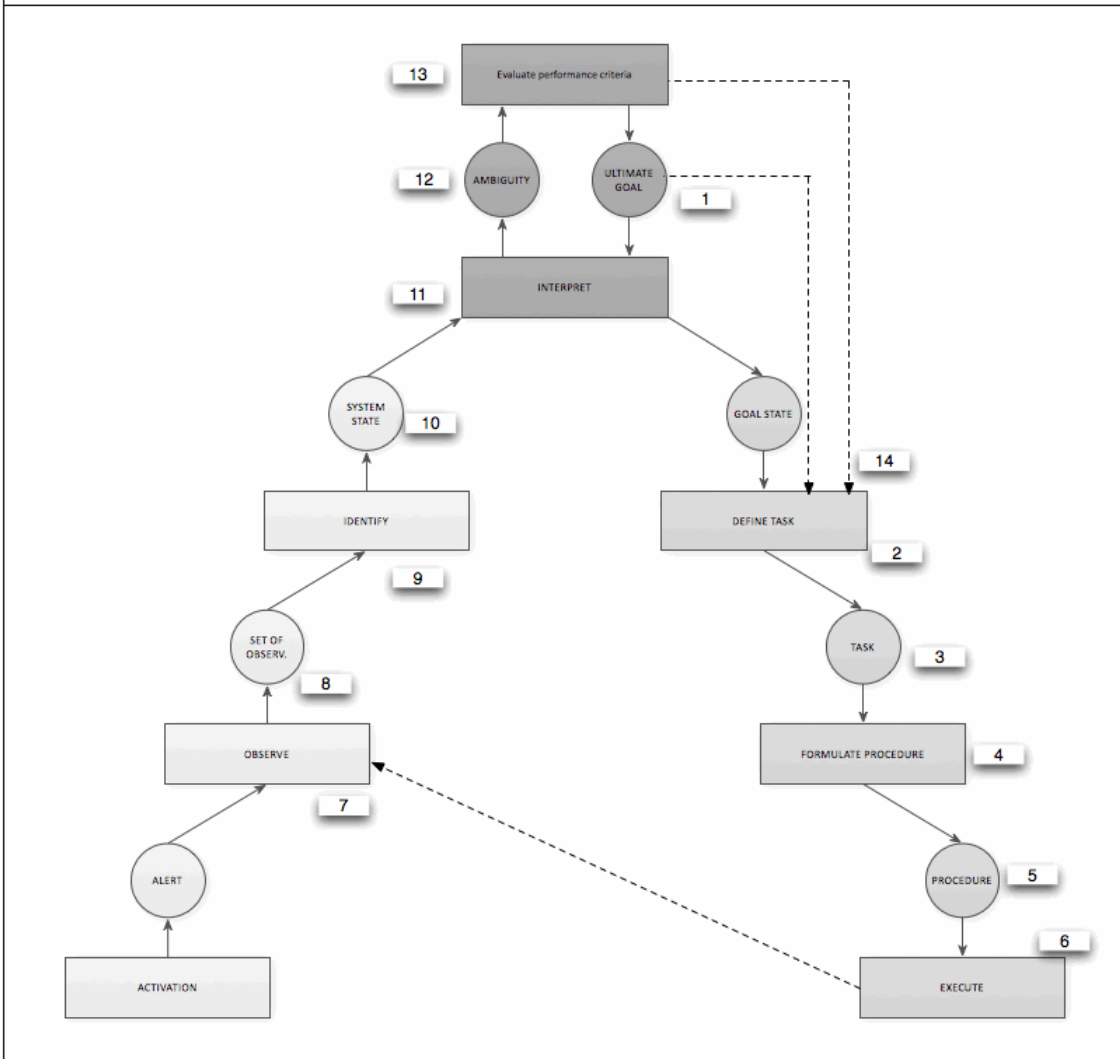 13
Evaluate performance criteria
12
AMBIGUITY
ULTIMATE
GOAL
1
11
INTERPRET
SYSTEM
STATE
10
GOAL STATE
14
IDENTIFY
DEFINE TASK
2
9
SET OF
OBSERV.
8
TASK
3
OBSERVE
FORMULATE PROCEDURE
4
7
ALERT
PROCEDURE
5
6
ACTIVATION
EXECUTE